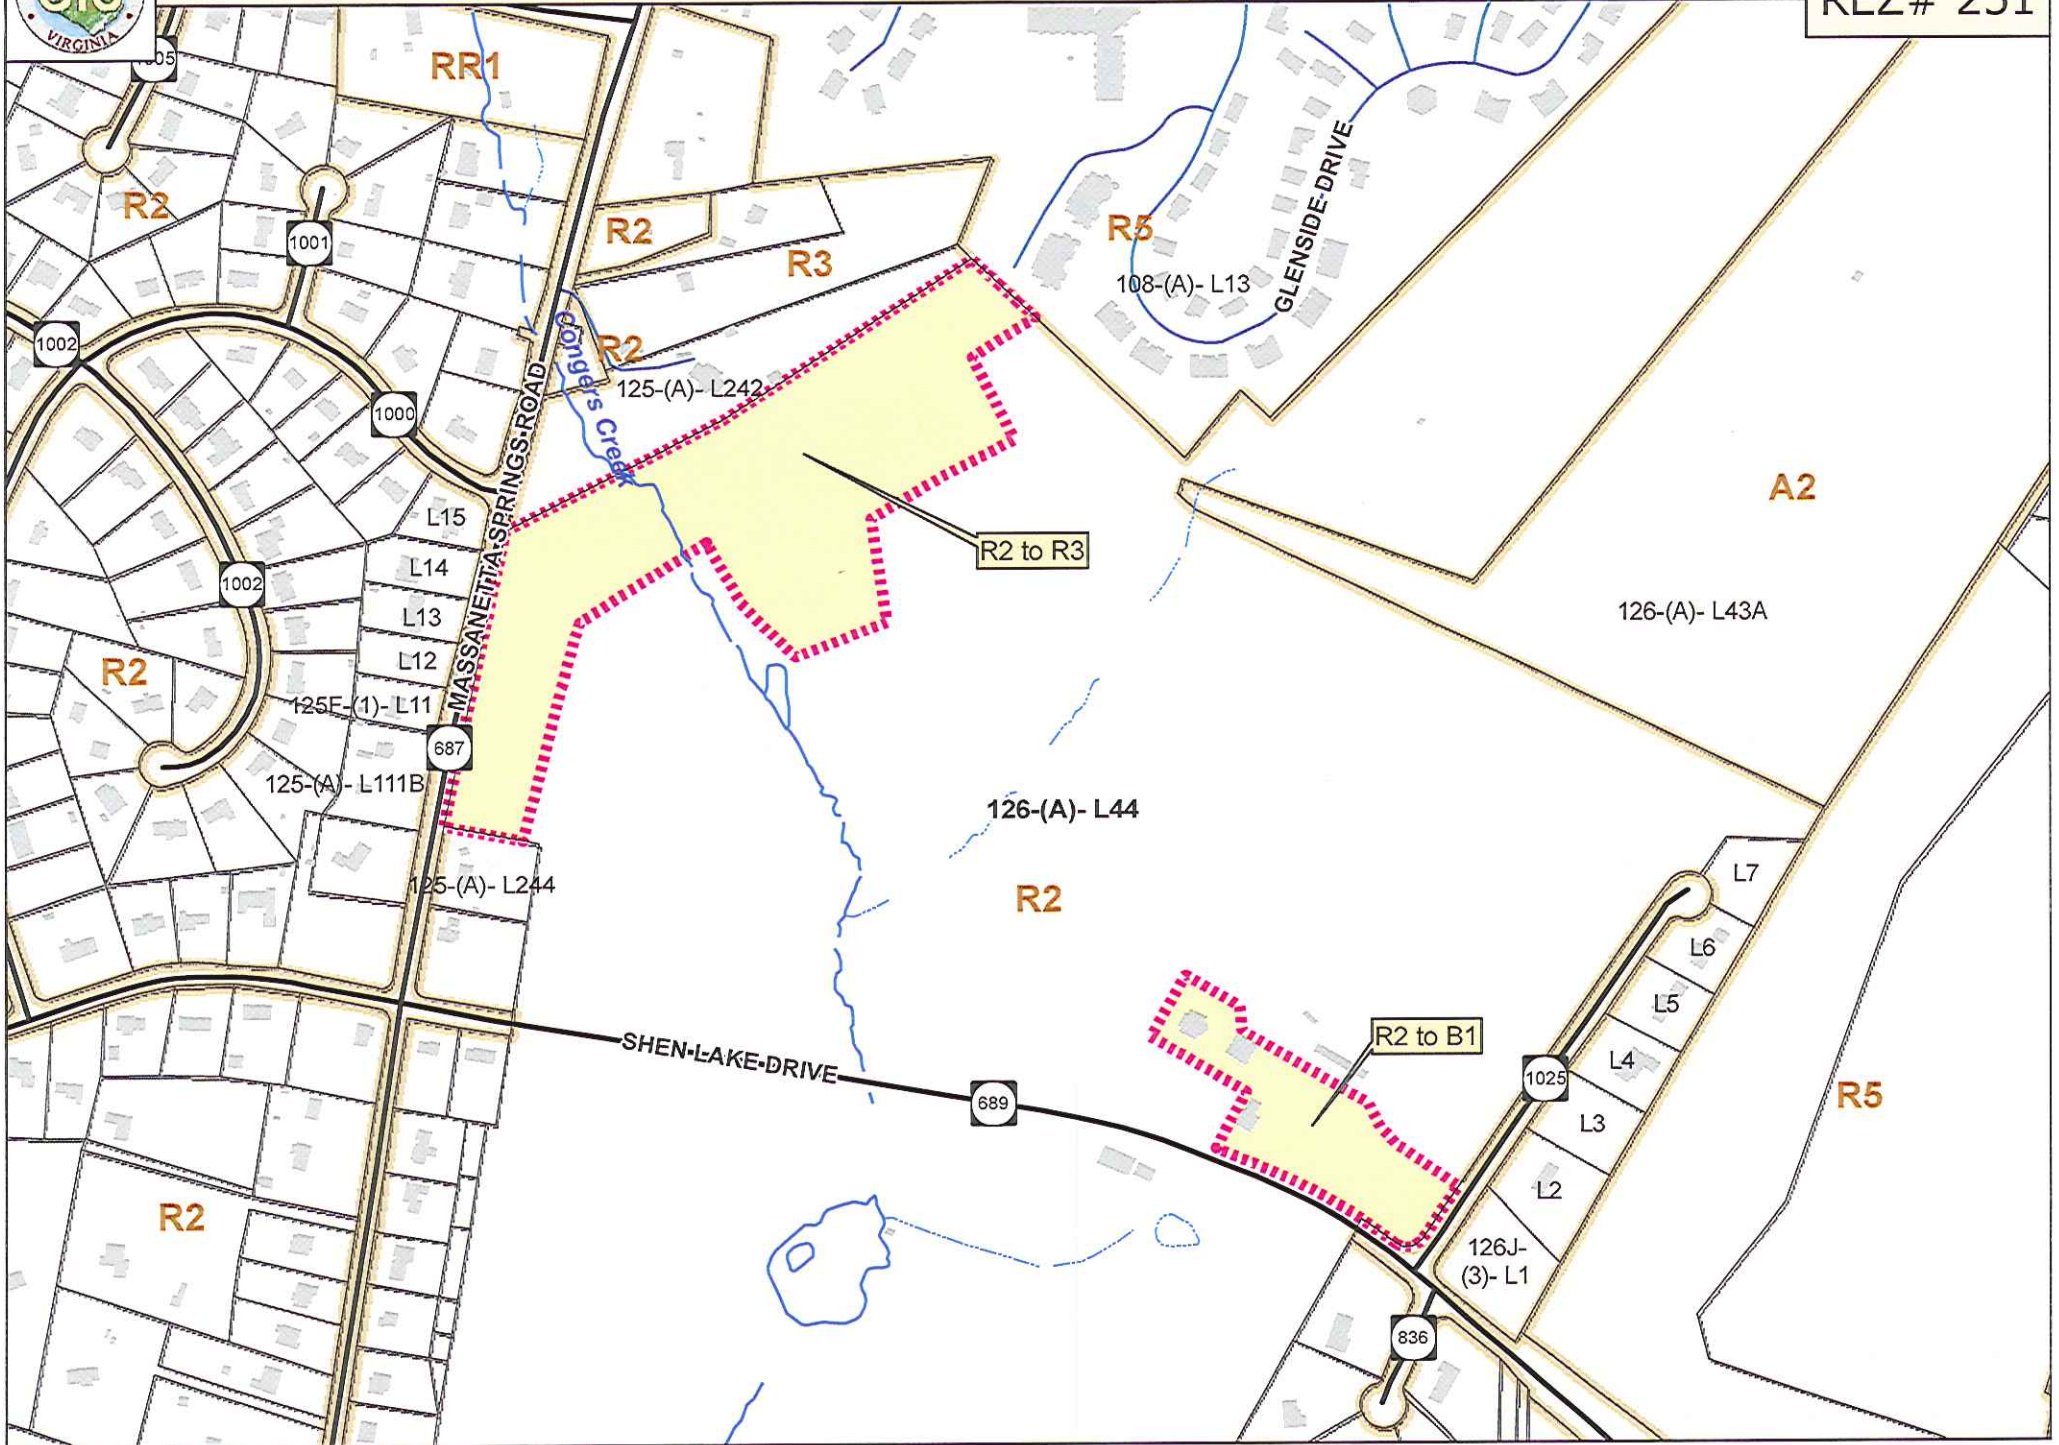 VIRGINIA
REZ# 251
RR1
R2
1001
R2
R3
R5
GLENSIDE DRIVE
108-(A)- L13
1002
R2
Congers Creek
125-(A)- L242
1000
MASSANETTA SPRINGS ROAD
A2
L15
R2 to R3
L14
1002
L13
126-(A)- L43A
L12
R2
125F-(1)- L11
687
125-(A)- L111B
126-(A)- L44
125-(A)- L244
R2
L7
L6
L5
R2 to B1
SHEN LAKE DRIVE
L4
1025
689
R5
L3
L2
R2
126J-
(3)- L1
836